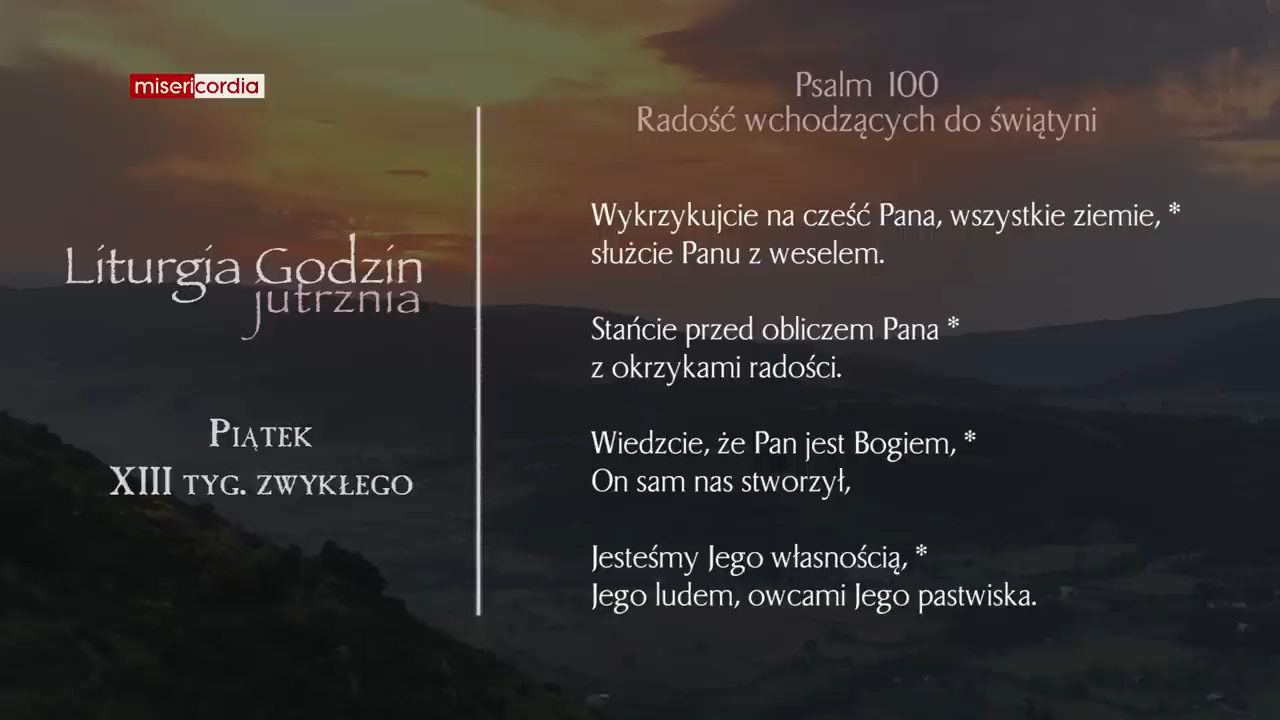 misericordia
Liturgia Godzin
jutrznia
Piątek
XIII tyg. zwykłego
Psalm 100
Radość wchodzących do świątyni
Wykrzykujcie na cześć Pana, wszystkie ziemie, *
służcie Panu z weselem.
Stańcie przed obliczem Pana *
z okrzykami radości.
Wiedzcie, że Pan jest Bogiem, *
On sam nas stworzył,
Jesteśmy Jego własnością, *
Jego ludem, owcami Jego pastwiska.